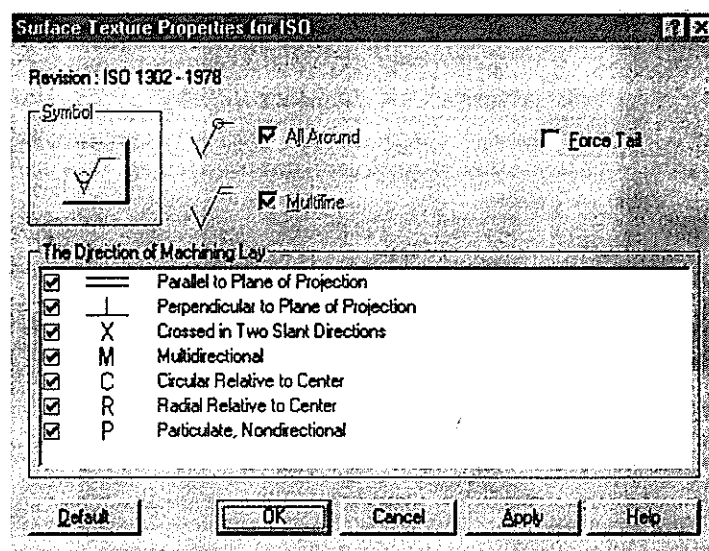 Surface Texture Properties for ISO
Revision : ISO 1302 - 1978
Symbol
All Around
Force Tail
Multiline
The Direction of Machining Lay
Parallel to Plane of Projection
Perpendicular to Plane of Projection
X Crossed in Two Slant Directions
M Multidirectional
C Circular Relative to Center
R Radial Relative to Center
P Particulate, Nondirectional
Default OK Cancel Apply Help